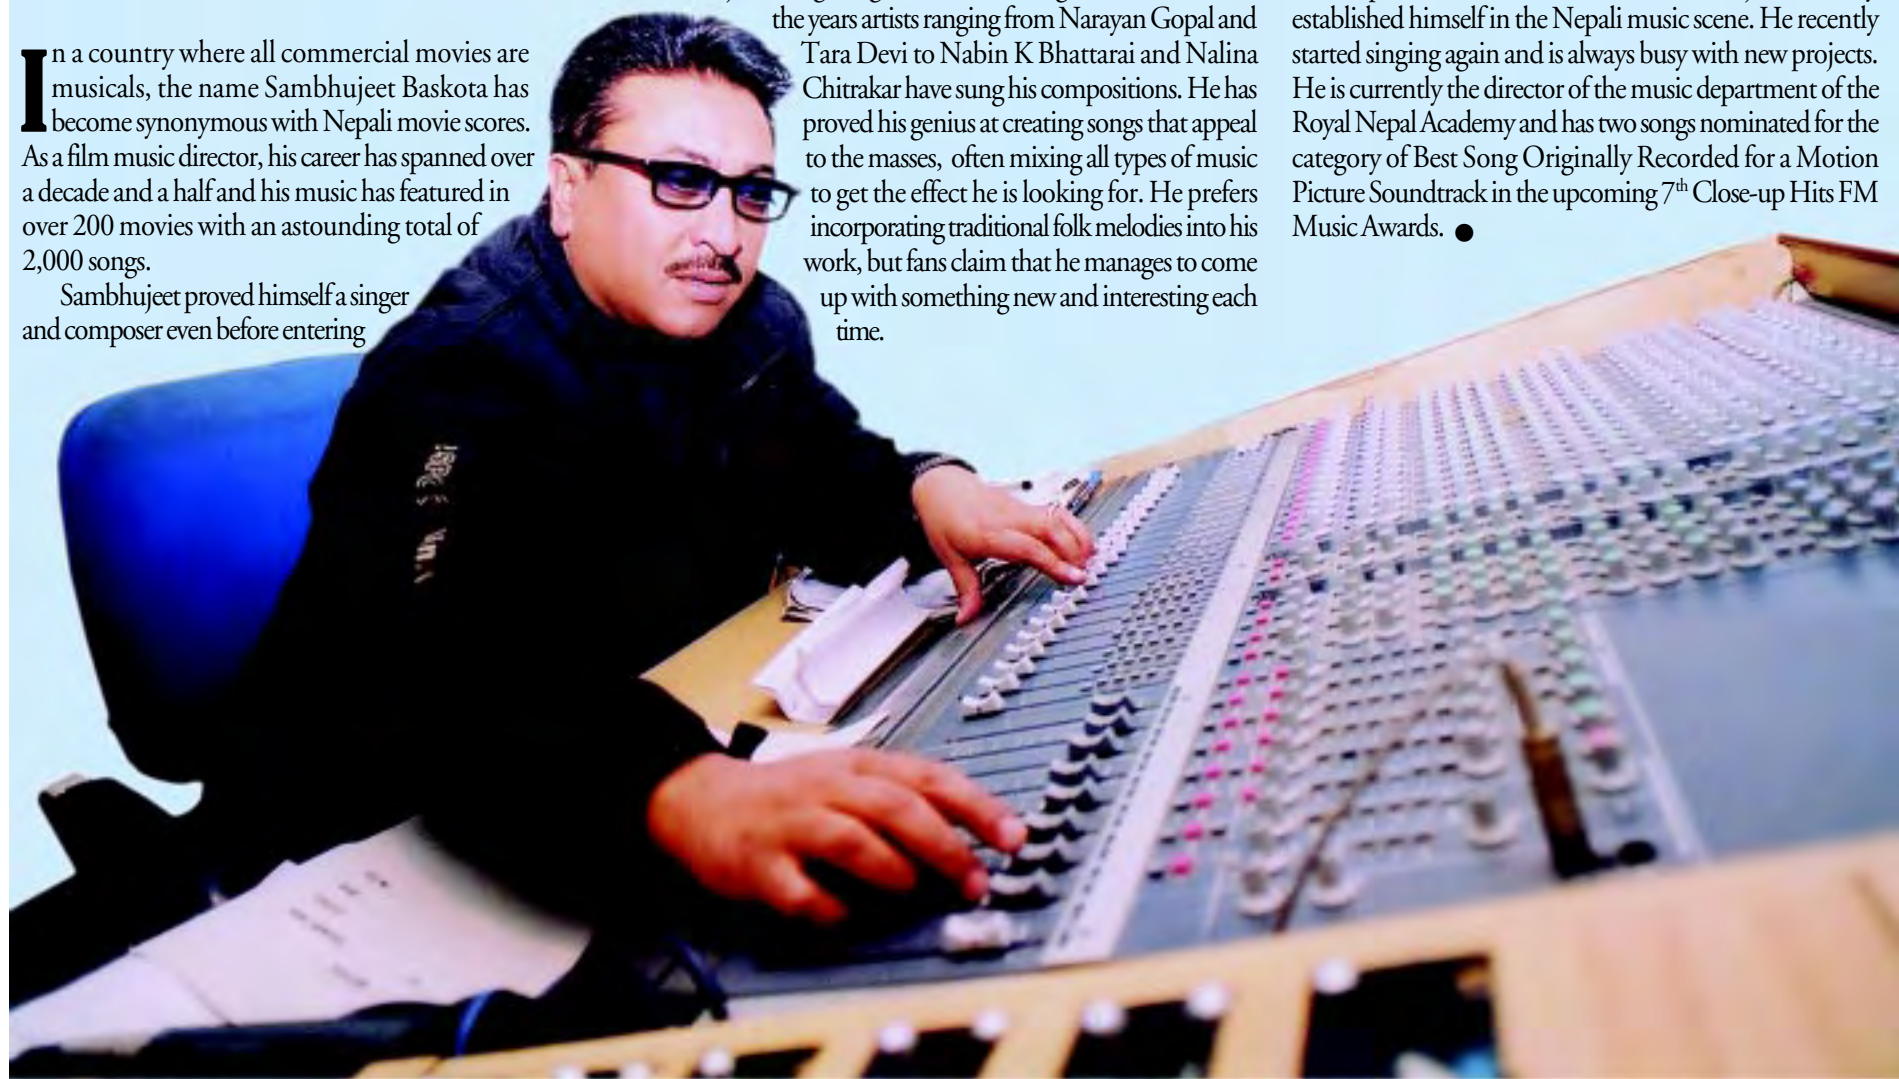 In a country where all commercial movies are
musicals, the name Sambhujeet Baskota has
become synonymous with Nepali movie scores.
As a film music director, his career has spanned over
a decade and a half and his music has featured in
over 200 movies with an astounding total of
2,000 songs.
Sambhujeet proved himself a singer
and composer even before entering
the years artists ranging from Narayan Gopal and
Tara Devi to Nabin K Bhattarai and Nalina
Chitrakar have sung his compositions. He has
proved his genius at creating songs that appeal
to the masses, often mixing all types of music
to get the effect he is looking for. He prefers
incorporating traditional folk melodies into his
work, but fans claim that he manages to come
up with something new and interesting each
time.
established himself in the Nepali music scene. He recently
started singing again and is always busy with new projects.
He is currently the director of the music department of the
Royal Nepal Academy and has two songs nominated for the
category of Best Song Originally Recorded for a Motion
Picture Soundtrack in the upcoming 7th Close-up Hits FM
Music Awards. ●